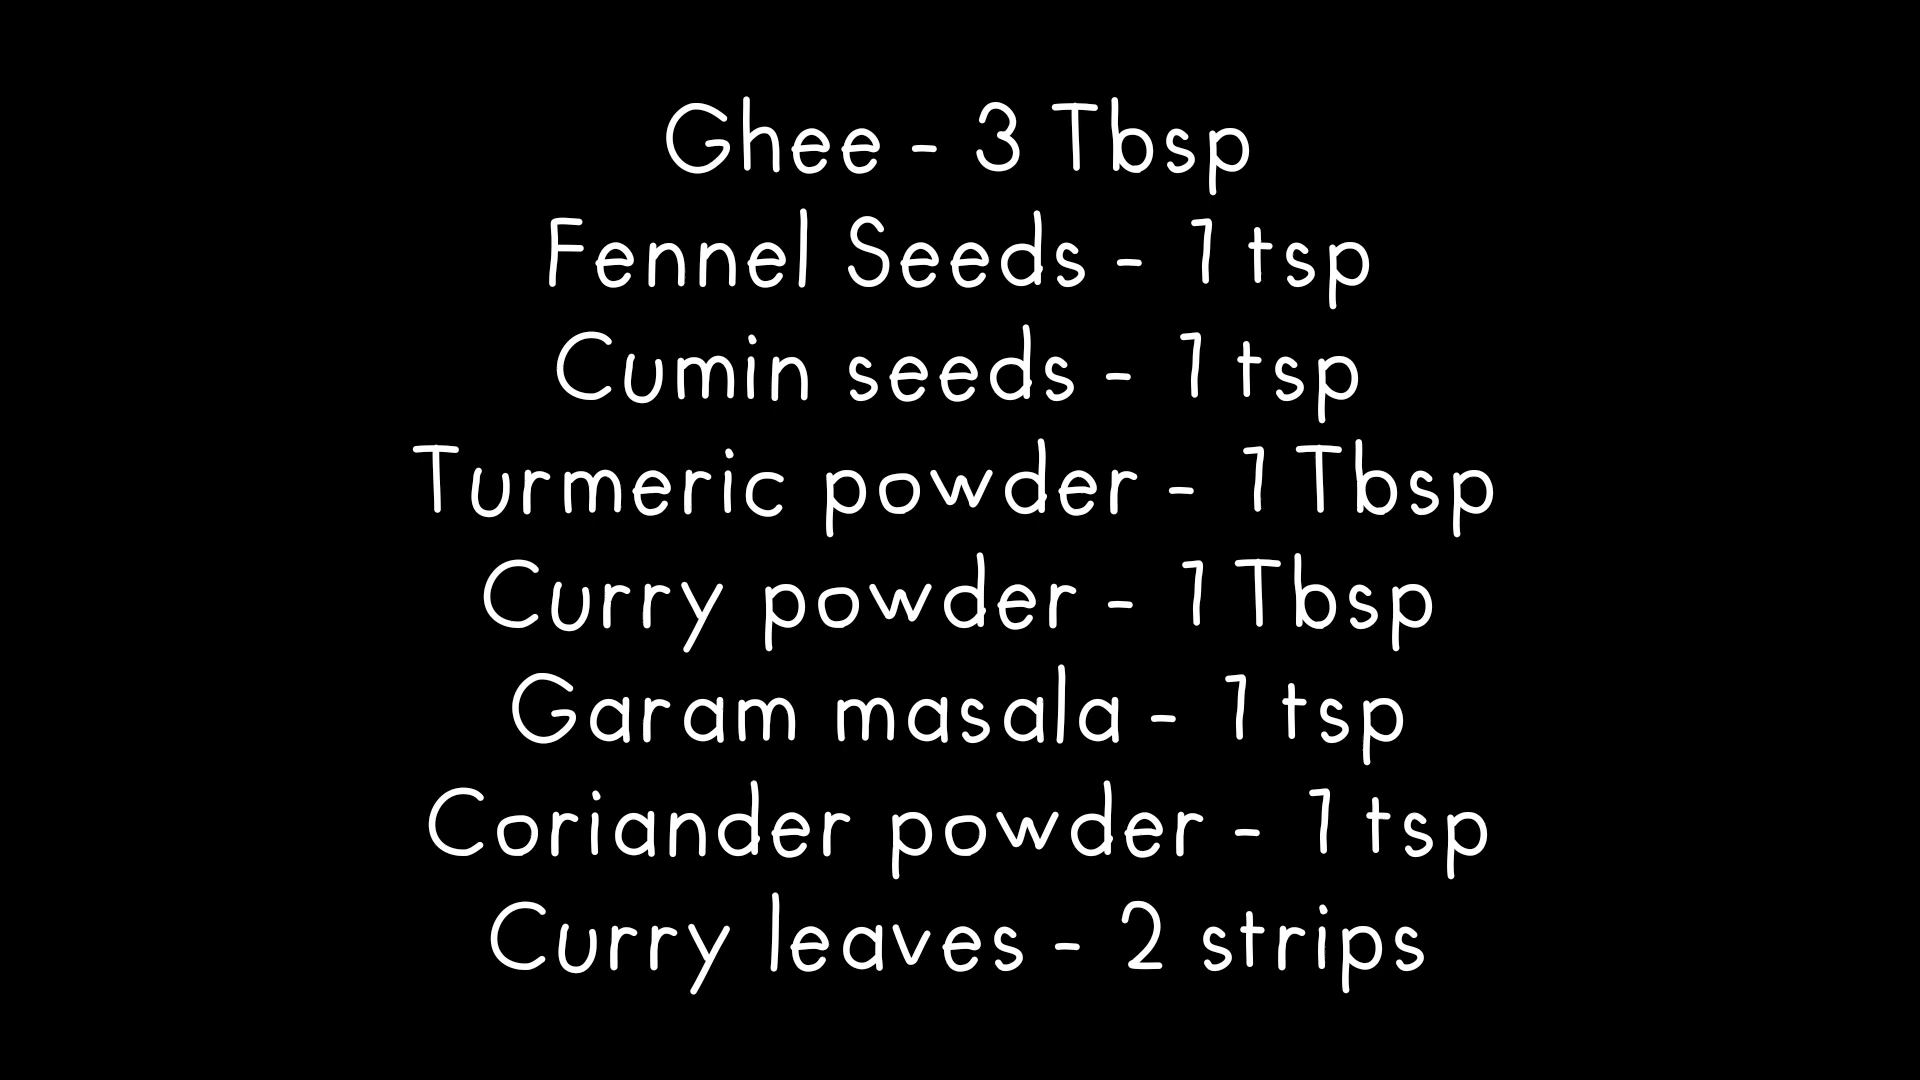 Ghee - 3 Tbsp
Fennel Seeds - 1 tsp
Cumin seeds - 1 tsp
Turmeric powder - 1 Tbsp
Curry powder - 1 Tbsp
Garam masala - 1 tsp
Coriander powder - 1 tsp
Curry leaves - 2 strips